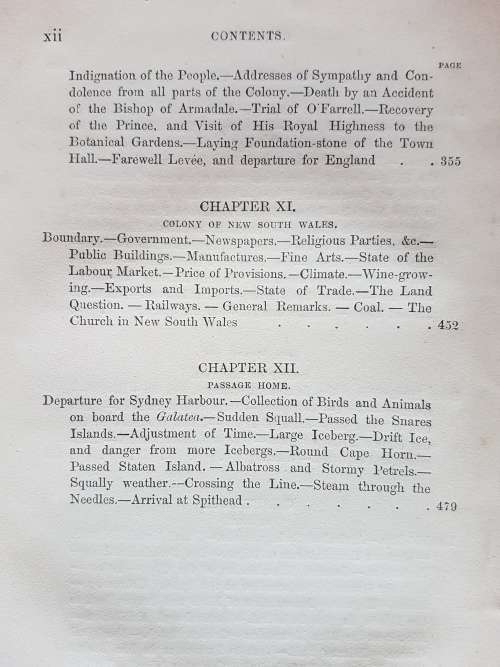 xii CONTENTS.
PAGE
Indignation of the People.—Addresses of Sympathy and Con-
dolence from all parts of the Colony.—Death by an Accident
of the Bishop of Armadale.—Trial of O'Farrell.—Recovery
of the Prince, and Visit of His Royal Highness to the
Botanical Gardens.—Laying Foundation-stone of the Town
Hall.—Farewell Levée, and departure for England . . 355
CHAPTER XI.
COLONY OF NEW SOUTH WALES.
Boundary.—Government.—Newspapers.—Religious Parties, &c.—
Public Buildings.—Manufactures.—Fine Arts.—State of the
Labour Market.—Price of Provisions.—Climate.—Wine-grow-
ing.—Exports and Imports.—State of Trade.—The Land
Question. — Railways. — General Remarks. — Coal. — The
Church in New South Wales . . . . . . 452
CHAPTER XII.
PASSAGE HOME.
Departure for Sydney Harbour.—Collection of Birds and Animals
on board the Galatea.—Sudden Squall.—Passed the Snares
Islands.—Adjustment of Time.—Large Iceberg.—Drift Ice,
and danger from more Icebergs.—Round Cape Horn.—
Passed Staten Island. — Albatross and Stormy Petrels.—
Squally weather.—Crossing the Line.—Steam through the
Needles.—Arrival at Spithead . . . . . . . 479